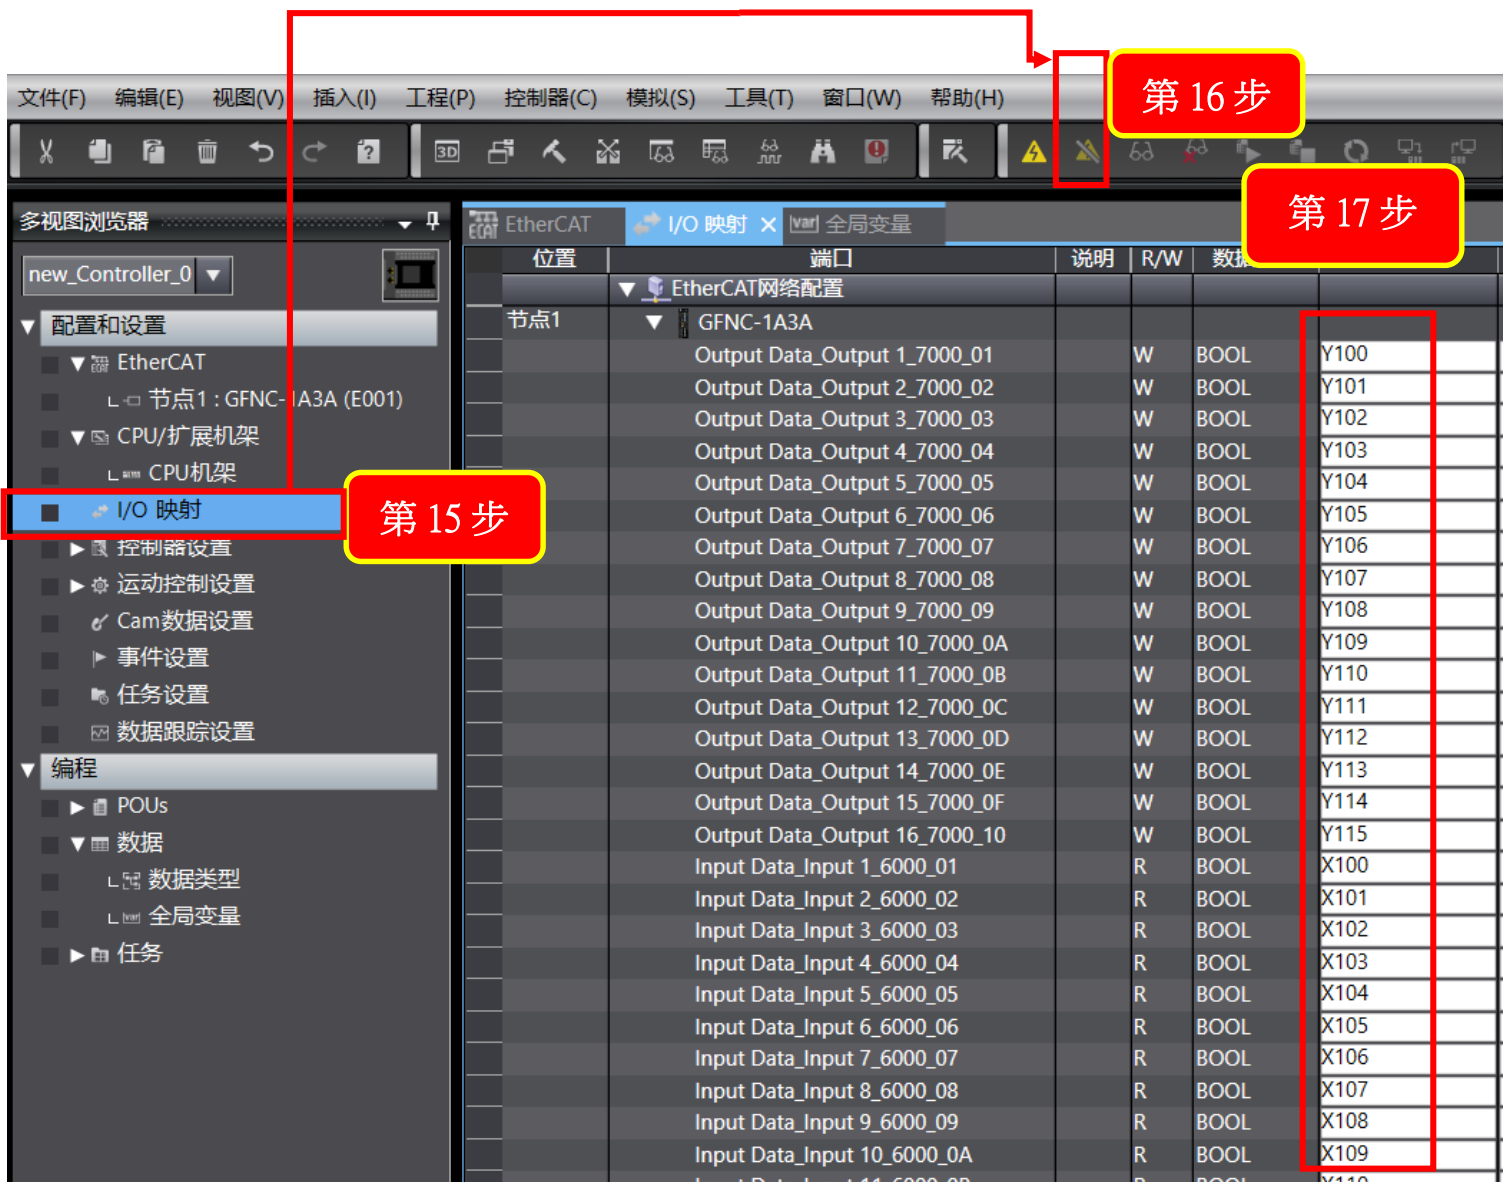 第 16 步
文件(F) 编辑(E) 视图(V) 插入(I) 工程(P) 控制器(C) 模拟(S) 工具(T) 窗口(W) 帮助(H)
3D
第 17 步
多视图浏览器
EtherCAT I/O 映射 全局变量
new_Controller_0
位置 端口 说明 R/W
EtherCAT网络配置
配置和设置
节点1 GFNC-1A3A
EtherCAT
节点1 : GFNC-1A3A (E001)
CPU/扩展机架
CPU机架
I/O 映射
第 15 步
控制器设置
运动控制设置
Cam数据设置
事件设置
任务设置
数据跟踪设置
编程
POUs
数据
数据类型
全局变量
任务
Output Data_Output 1_7000_01 W BOOL Y100
Output Data_Output 2_7000_02 W BOOL Y101
Output Data_Output 3_7000_03 W BOOL Y102
Output Data_Output 4_7000_04 W BOOL Y103
Output Data_Output 5_7000_05 W BOOL Y104
Output Data_Output 6_7000_06 W BOOL Y105
Output Data_Output 7_7000_07 W BOOL Y106
Output Data_Output 8_7000_08 W BOOL Y107
Output Data_Output 9_7000_09 W BOOL Y108
Output Data_Output 10_7000_0A W BOOL Y109
Output Data_Output 11_7000_0B W BOOL Y110
Output Data_Output 12_7000_0C W BOOL Y111
Output Data_Output 13_7000_0D W BOOL Y112
Output Data_Output 14_7000_0E W BOOL Y113
Output Data_Output 15_7000_0F W BOOL Y114
Output Data_Output 16_7000_10 W BOOL Y115
Input Data_Input 1_6000_01 R BOOL X100
Input Data_Input 2_6000_02 R BOOL X101
Input Data_Input 3_6000_03 R BOOL X102
Input Data_Input 4_6000_04 R BOOL X103
Input Data_Input 5_6000_05 R BOOL X104
Input Data_Input 6_6000_06 R BOOL X105
Input Data_Input 7_6000_07 R BOOL X106
Input Data_Input 8_6000_08 R BOOL X107
Input Data_Input 9_6000_09 R BOOL X108
Input Data_Input 10_6000_0A R BOOL X109